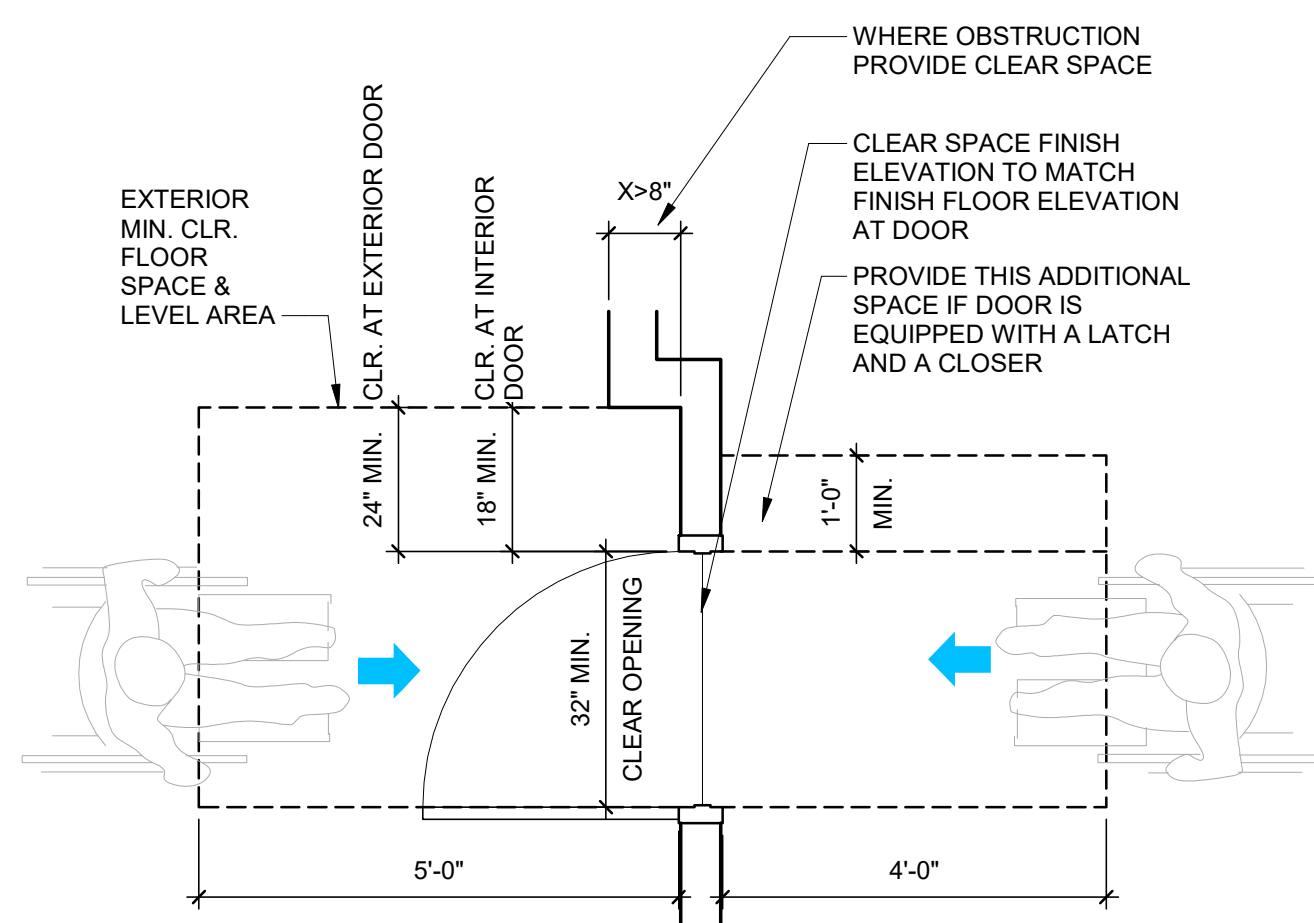 WHERE OBSTRUCTION
PROVIDE CLEAR SPACE
CLEAR SPACE FINISH
ELEVATION TO MATCH
FINISH FLOOR ELEVATION
AT DOOR
PROVIDE THIS ADDITIONAL
SPACE IF DOOR IS
EQUIPPED WITH A LATCH
AND A CLOSER
X>8"
EXTERIOR
MIN. CLR.
FLOOR
SPACE &
LEVEL AREA
CLR. AT EXTERIOR DOOR
CLR. AT INTERIOR
DOOR
24" MIN.
18" MIN.
1'-0"
MIN.
32" MIN.
CLEAR OPENING
5'-0"
4'-0"